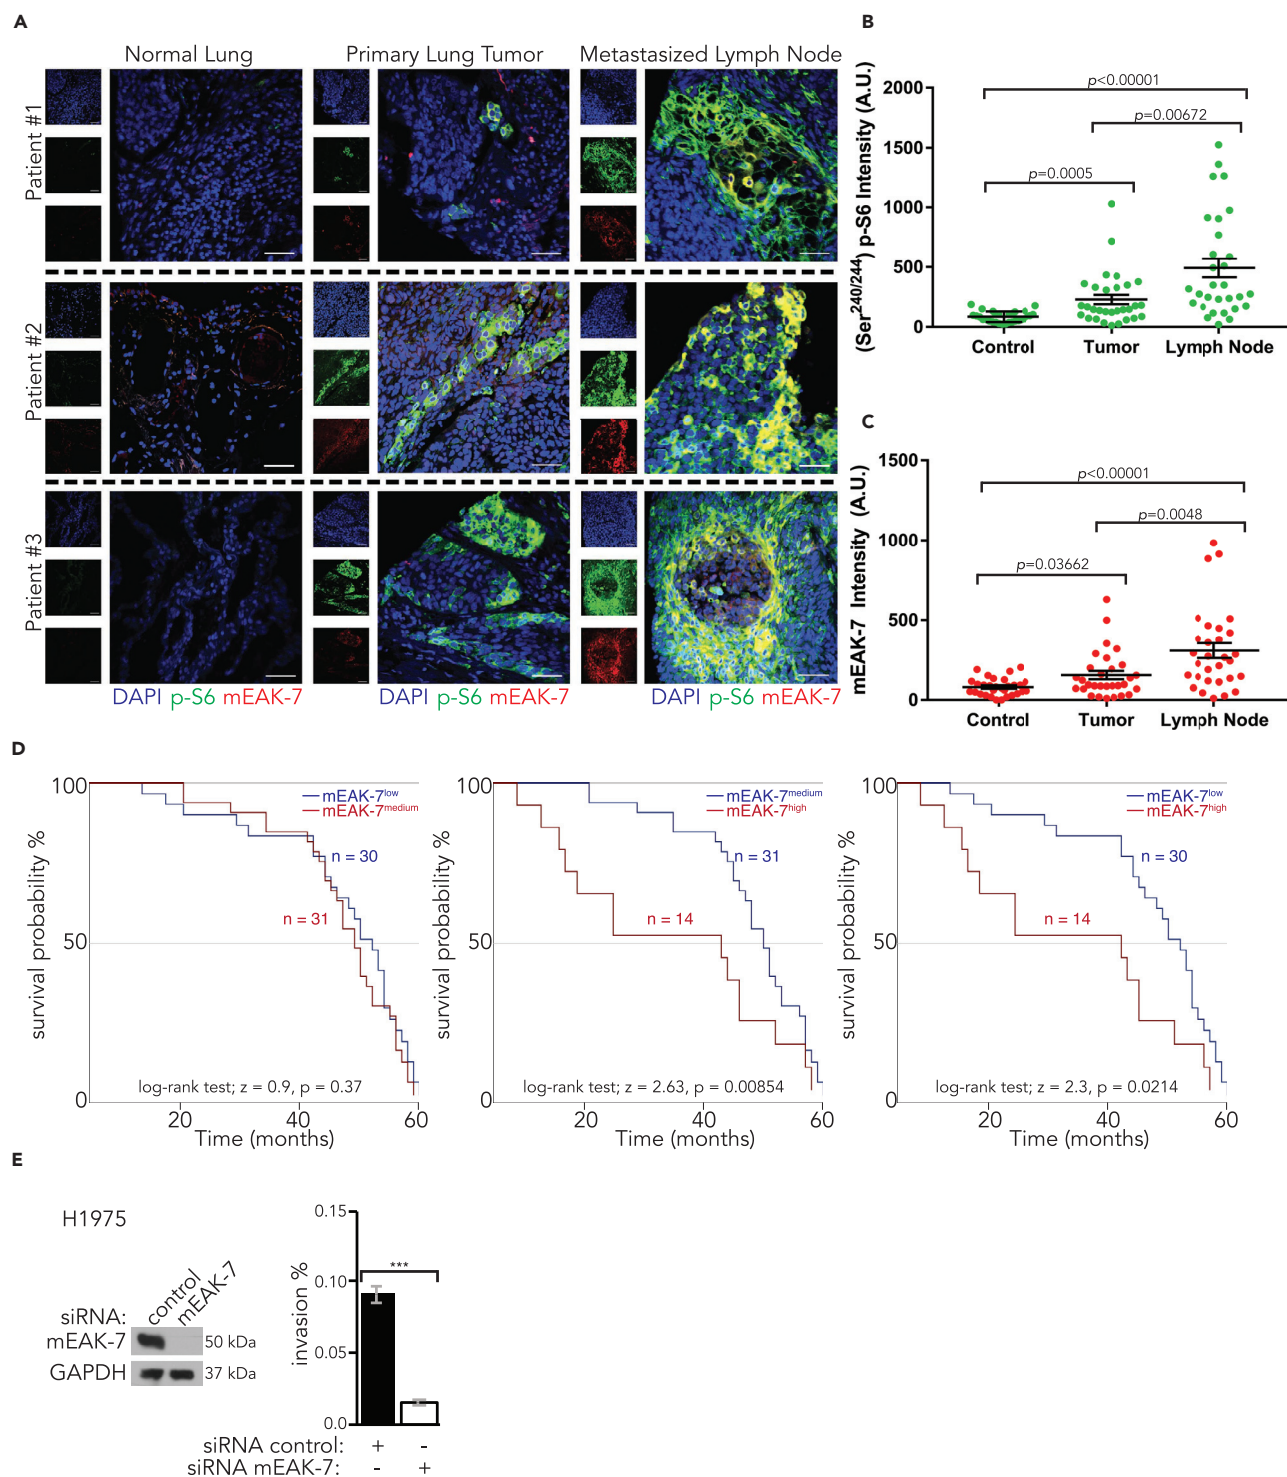 A
Normal Lung
Primary Lung Tumor
Metastasized Lymph Node
Patient #1
Patient #2
Patient #3
DAPI p-S6 mEAK-7
DAPI p-S6 mEAK-7
B
(Ser240/244) p-S6 Intensity (A.U.)
2000
1500
1000
500
0
p<0.00001
p=0.00672
p=0.0005
Control
Tumor
Lymph Node
C
mEAK-7 Intensity (A.U.)
1500
1000
500
0
p<0.00001
p=0.0048
p=0.03662
Control
Tumor
Lymph Node
D
survival probability %
100
50
0
mEAK-7low
mEAK-7medium
n = 30
n = 31
log-rank test; z = 0.9, p = 0.37
20
40
60
Time (months)
survival probability %
100
50
0
mEAK-7medium
mEAK-7high
n = 31
n = 14
log-rank test; z = 2.63, p = 0.00854
20
40
60
Time (months)
survival probability %
100
50
0
mEAK-7low
mEAK-7high
n = 30
n = 14
log-rank test; z = 2.3, p = 0.0214
20
40
60
Time (months)
E
H1975
siRNA:
control
mEAK-7
mEAK-7
50 kDa
GAPDH
37 kDa
invasion %
0.15
0.10
0.05
0.0
***
siRNA control: + -
siRNA mEAK-7: - +